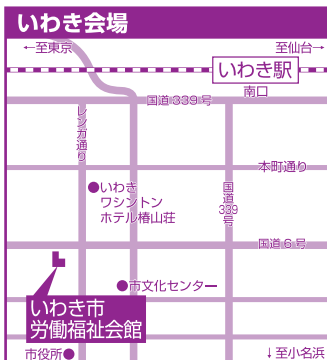 いわき会場
←至東京
至仙台→
いわき駅
南口
国道339号
レンガ通り
本町通り
●いわき
ワシントン
ホテル椿山荘
国道339号
国道6号
●市文化センター
いわき市
労働福祉会館
市役所●
↓至小名浜